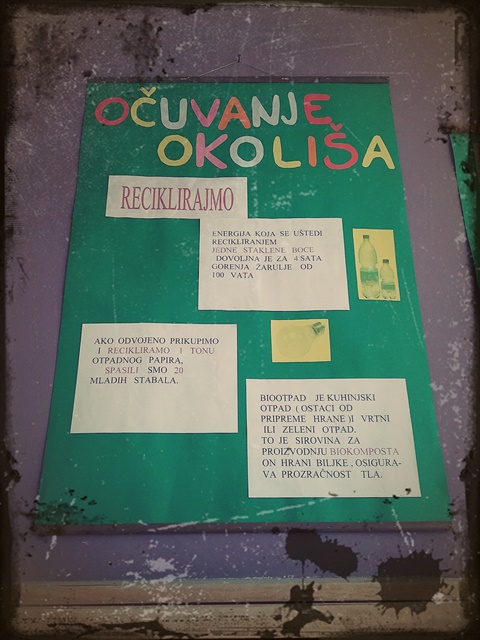 OČUVANJE
OKOLIŠA
RECIKLIRAJMO
ENERGIJA KOJA SE UŠTEDI
RECIKLIRANJEM
JEDNE STAKLENE BOCE
DOVOLJNA JE ZA 4 SATA
GORENJA ŽARULJE OD
100 VATA
AKO ODVOJENO PRIKUPIMO
I RECIKLIRAMO 1 TONU
OTPADNOG PAPIRA,
SPASILI SMO 20
MLADIH STABALA.
BIOOTPAD JE KUHINJSKI
OTPAD ( OSTACI OD
PRIPREME HRANE )I VRTNI
ILI ZELENI OTPAD.
TO JE SIROVINA ZA
PROIZVODNJU BIOKOMPOSTA
ON HRANI BILJKE , OSIGURA-
VA PROZRAČNOST TLA.